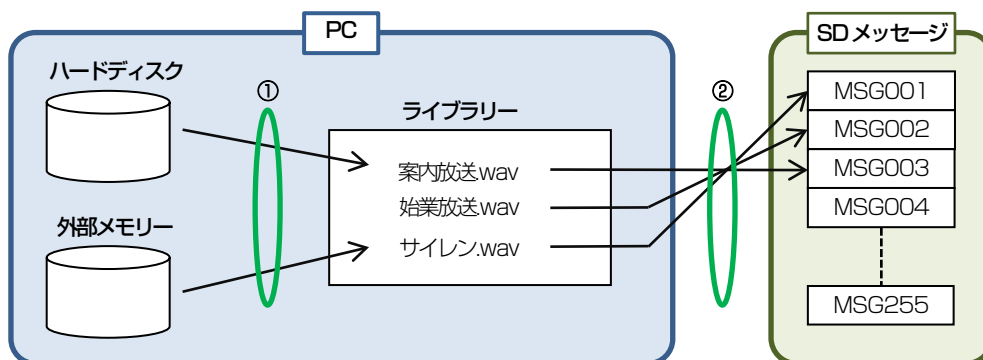 PC
SDメッセージ
ハードディスク
①
②
ライブラリー
案内放送.wav
始業放送.wav
サイレン.wav
外部メモリー
MSG001
MSG002
MSG003
MSG004
MSG255